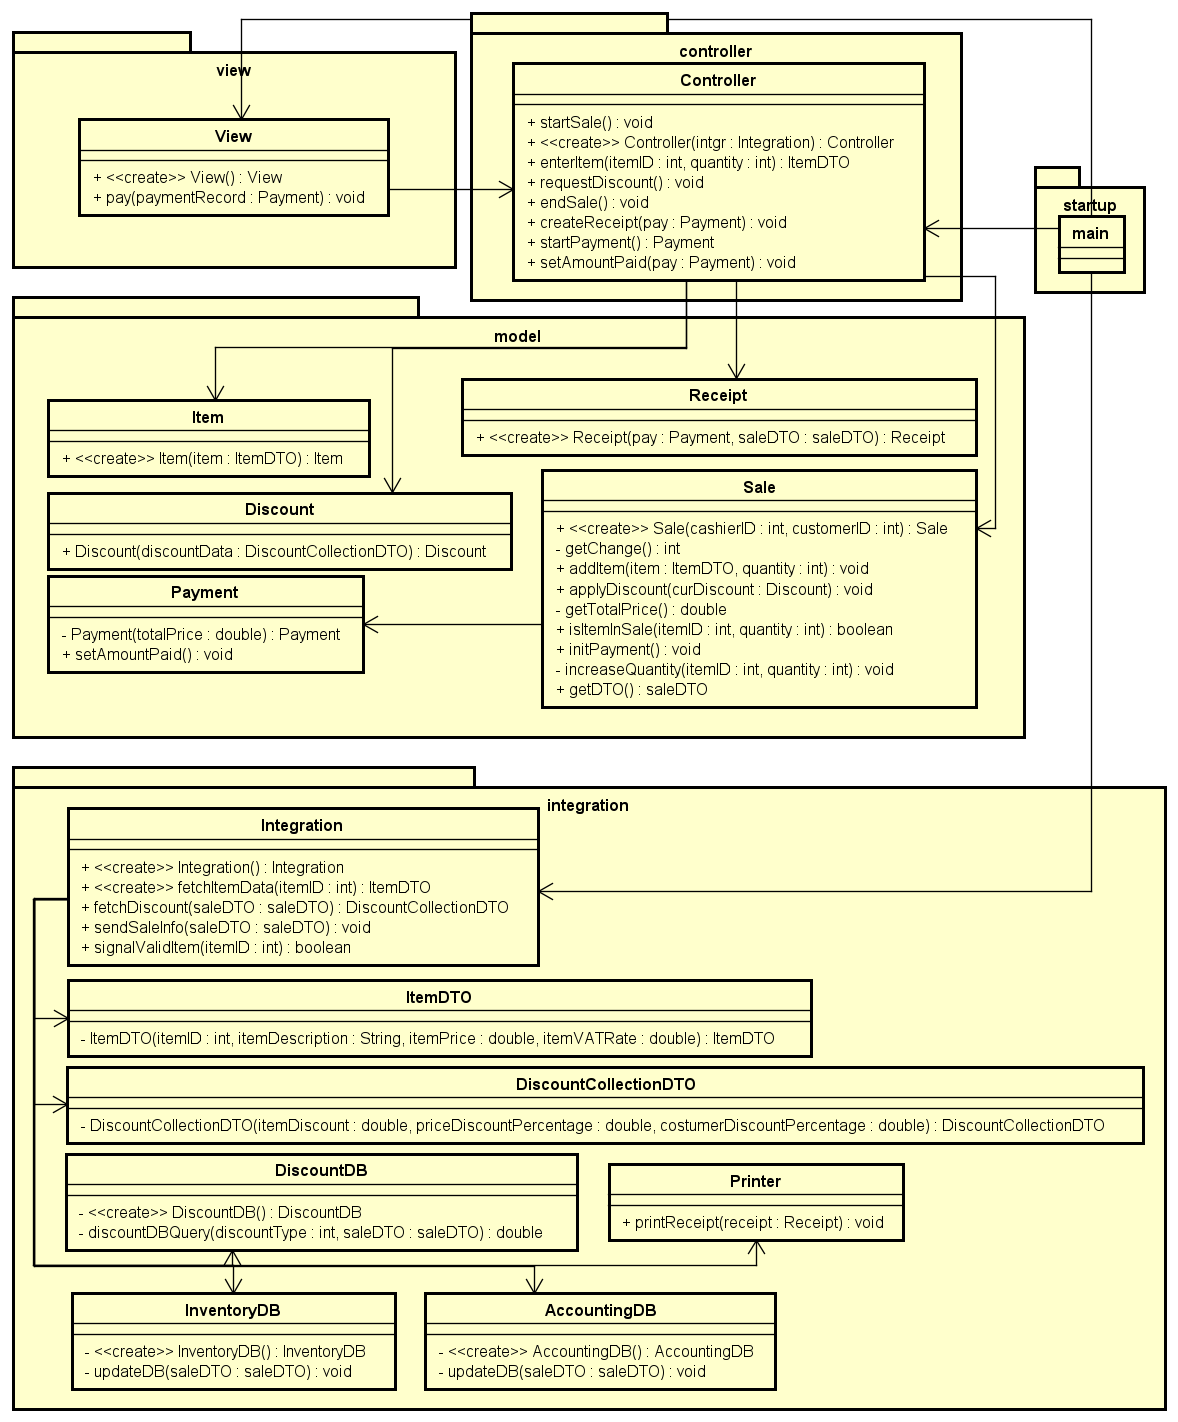 view
View
+ <<create>> View() : View
+ pay(paymentRecord : Payment) : void
controller
Controller
+ startSale() : void
+ <<create>> Controller(intgr : Integration) : Controller
+ enterItem(itemID : int, quantity : int) : ItemDTO
+ requestDiscount() : void
+ endSale() : void
+ createReceipt(pay : Payment) : void
+ startPayment() : Payment
+ setAmountPaid(pay : Payment) : void
startup
main
model
Item
+ <<create>> Item(item : ItemDTO) : Item
Receipt
+ <<create>> Receipt(pay : Payment, saleDTO : saleDTO) : Receipt
Discount
+ Discount(discountData : DiscountCollectionDTO) : Discount
Payment
- Payment(totalPrice : double) : Payment
+ setAmountPaid() : void
Sale
+ <<create>> Sale(cashierID : int, customerID : int) : Sale
- getChange() : int
+ addItem(item : ItemDTO, quantity : int) : void
+ applyDiscount(curDiscount : Discount) : void
- getTotalPrice() : double
+ isItemInSale(itemID : int, quantity : int) : boolean
+ initPayment() : void
- increaseQuantity(itemID : int, quantity : int) : void
+ getDTO() : saleDTO
integration
Integration
+ <<create>> Integration() : Integration
+ <<create>> fetchItemData(itemID : int) : ItemDTO
+ fetchDiscount(saleDTO : saleDTO) : DiscountCollectionDTO
+ sendSaleInfo(saleDTO : saleDTO) : void
+ signalValidItem(itemID : int) : boolean
ItemDTO
- ItemDTO(itemID : int, itemDescription : String, itemPrice : double, itemVATRate : double) : ItemDTO
DiscountCollectionDTO
- DiscountCollectionDTO(itemDiscount : double, priceDiscountPercentage : double, costumerDiscountPercentage : double) : DiscountCollectionDTO
DiscountDB
- <<create>> DiscountDB() : DiscountDB
- discountDBQuery(discountType : int, saleDTO : saleDTO) : double
Printer
+ printReceipt(receipt : Receipt) : void
InventoryDB
- <<create>> InventoryDB() : InventoryDB
- updateDB(saleDTO : saleDTO) : void
AccountingDB
- <<create>> AccountingDB() : AccountingDB
- updateDB(saleDTO : saleDTO) : void